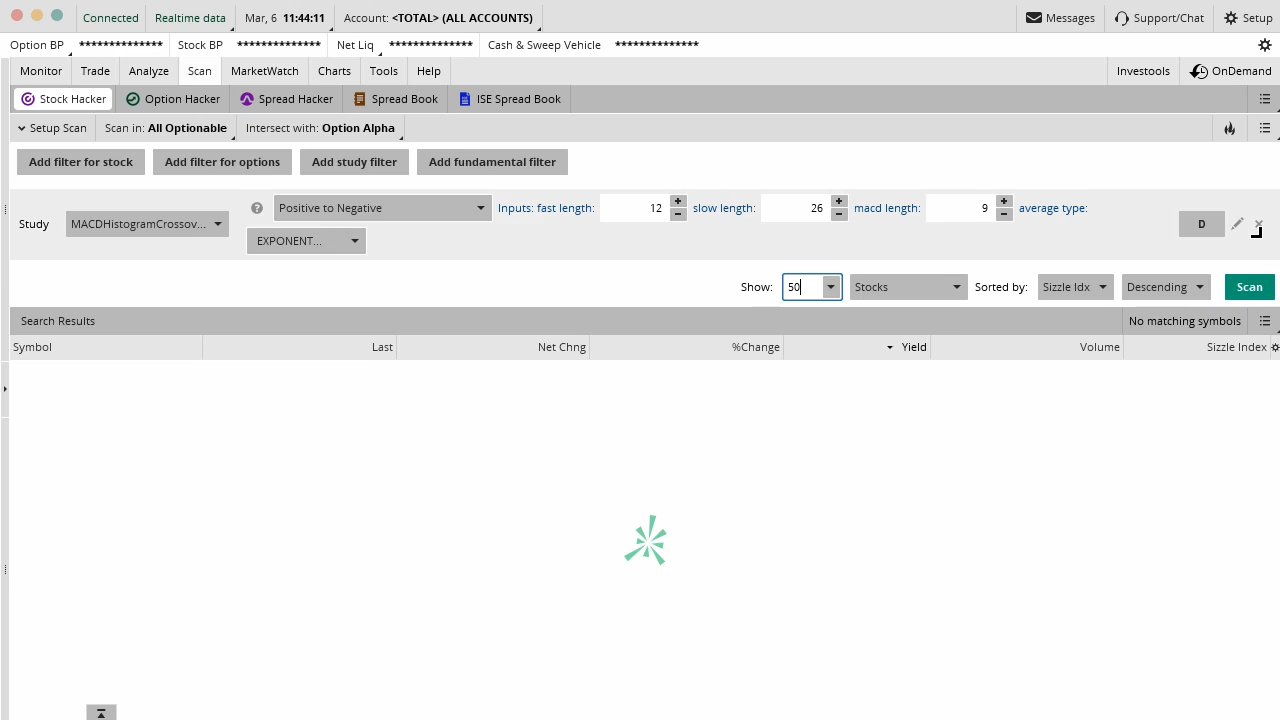 Connected Realtime data Mar, 6 11:44:11 Account: <TOTAL> (ALL ACCOUNTS) Messages Support/Chat Setup
Option BP ************** Stock BP ************** Net Liq ************** Cash & Sweep Vehicle **************
Monitor Trade Analyze Scan MarketWatch Charts Tools Help Investools OnDemand
Stock Hacker Option Hacker Spread Hacker Spread Book ISE Spread Book
Setup Scan Scan in: All Optionable Intersect with: Option Alpha
Add filter for stock Add filter for options Add study filter Add fundamental filter
Study MACDHistogramCrossov... ? Positive to Negative Inputs: fast length: 12 slow length: 26 macd length: 9 average type:
EXPONENT... D
Show: 50 Stocks Sorted by: Sizzle Idx Descending Scan
Search Results No matching symbols
Symbol Last Net Chng %Change Yield Volume Sizzle Index